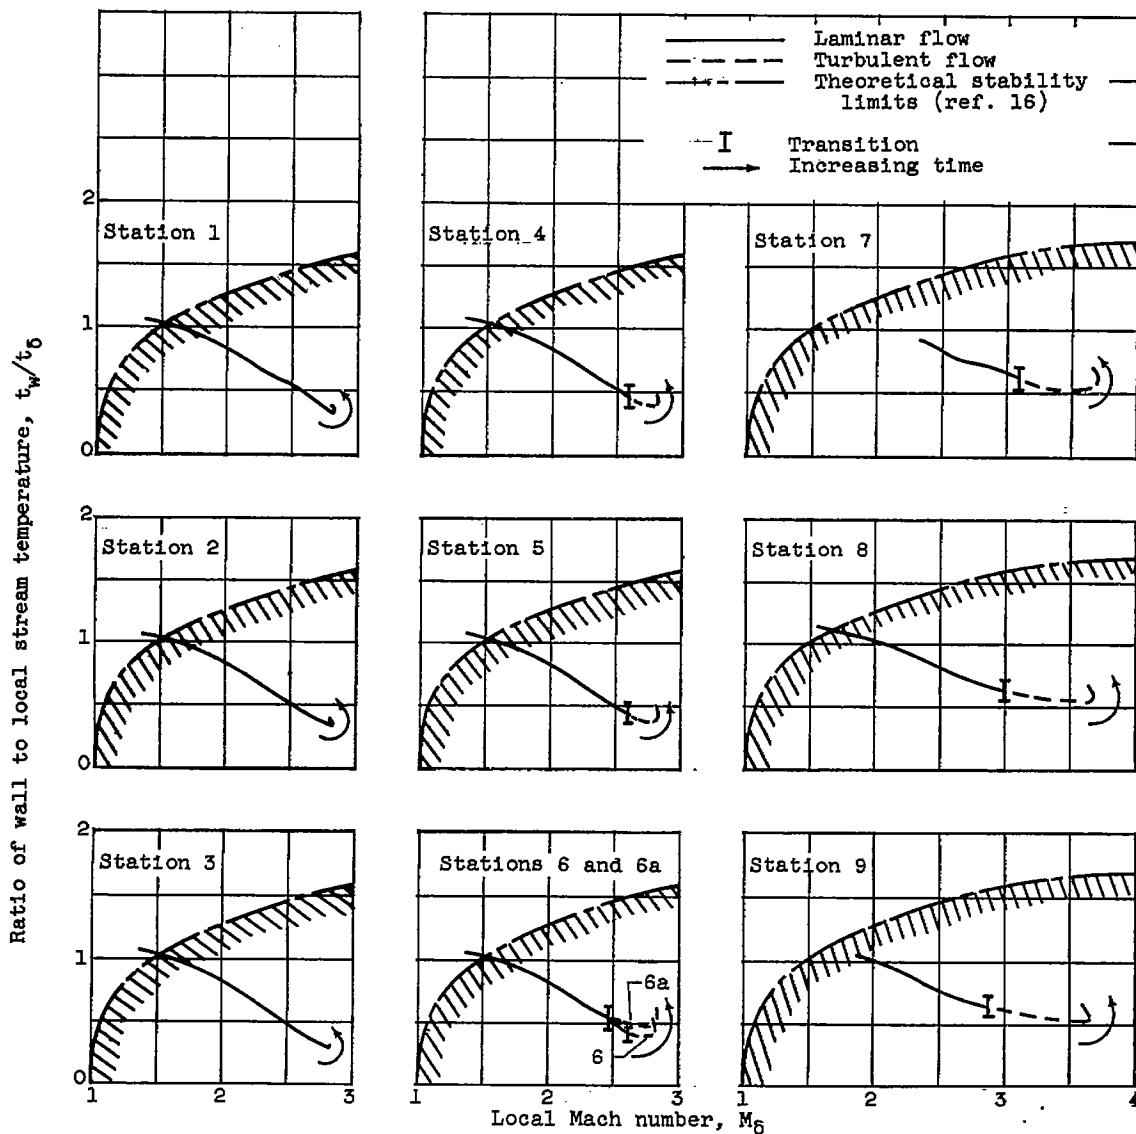 Laminar flow
Turbulent flow
Theoretical stability
limits (ref. 16)
Transition
Increasing time
Ratio of wall to local stream temperature, t_w/t_δ
2
1
0
Station 1
Station 4
Station 7
2
1
0
Station 2
Station 5
Station 8
2
1
0
Station 3
Stations 6 and 6a
6a
6
Station 9
1 2 3
1 2 3
1 2 3 4
Local Mach number, M_δ